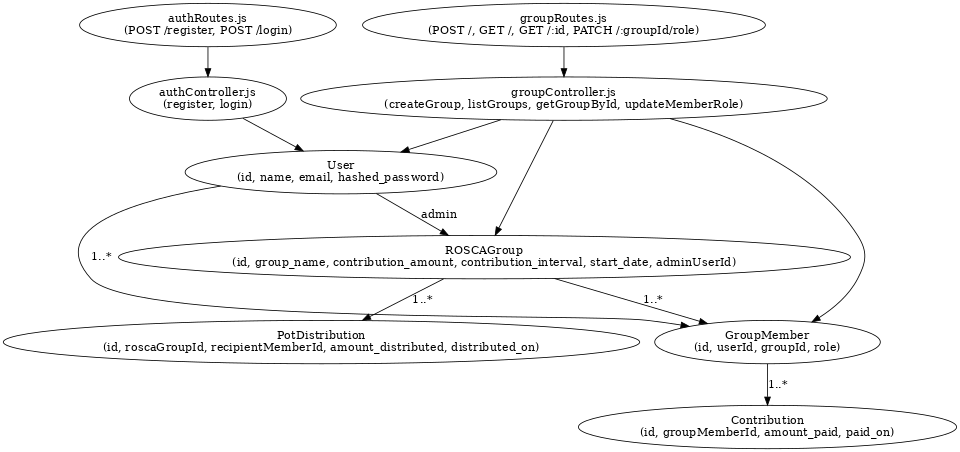 authRoutes.js
(POST /register, POST /login)
groupRoutes.js
(POST /, GET /, GET /:id, PATCH /:groupId/role)
authController.js
(register, login)
groupController.js
(createGroup, listGroups, getGroupById, updateMemberRole)
User
(id, name, email, hashed_password)
admin
1..*
ROSCAGroup
(id, group_name, contribution_amount, contribution_interval, start_date, adminUserId)
1..*
1..*
PotDistribution
(id, roscaGroupId, recipientMemberId, amount_distributed, distributed_on)
GroupMember
(id, userId, groupId, role)
1..*
Contribution
(id, groupMemberId, amount_paid, paid_on)